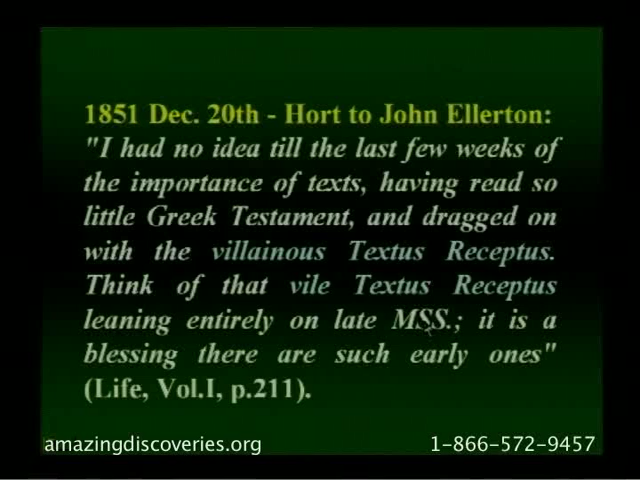 1851 Dec. 20th - Hort to John Ellerton:
"I had no idea till the last few weeks of
the importance of texts, having read so
little Greek Testament, and dragged on
with the villainous Textus Receptus.
Think of that vile Textus Receptus
leaning entirely on late MSS.; it is a
blessing there are such early ones"
(Life, Vol.I, p.211).
amazingdiscoveries.org
1-866-572-9457